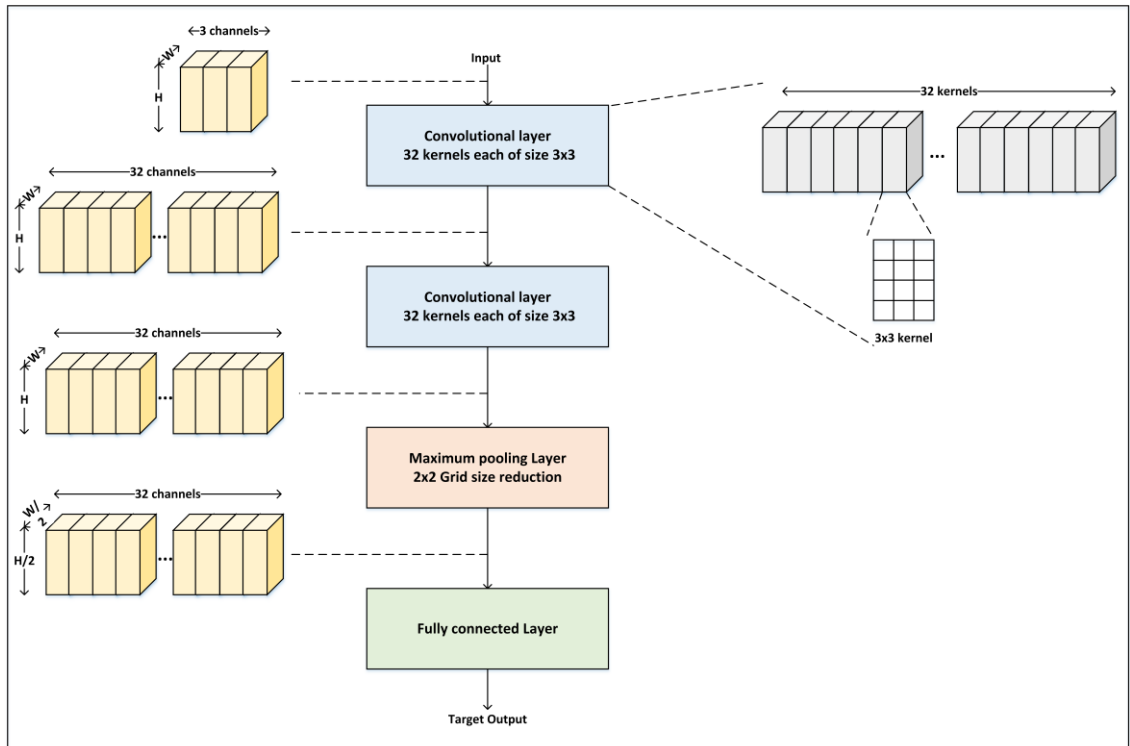 3 channels
W
H
Input
32 kernels
Convolutional layer
32 kernels each of size 3x3
...
3x3 kernel
32 channels
W
H
...
Convolutional layer
32 kernels each of size 3x3
32 channels
W
H
...
Maximum pooling Layer
2x2 Grid size reduction
32 channels
W/
2
H/2
...
Fully connected Layer
Target Output